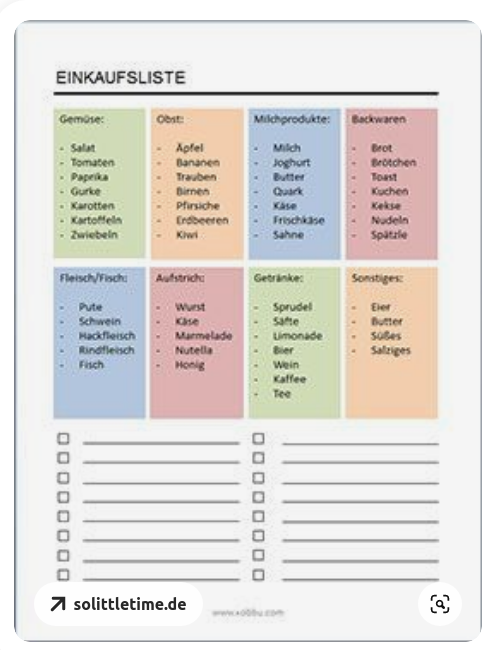 EINKAUFSLISTE
Gemüse:
- Salat
- Tomaten
- Paprika
- Gurke
- Karotten
- Kartoffeln
- Zwiebeln
Obst:
- Äpfel
- Bananen
- Trauben
- Birnen
- Pfirsiche
- Erdbeeren
- Kiwi
Milchprodukte:
- Milch
- Joghurt
- Butter
- Quark
- Käse
- Frischkäse
- Sahne
Backwaren
- Brot
- Brötchen
- Toast
- Kuchen
- Kekse
- Nudeln
- Spätzle
Fleisch/Fisch:
- Pute
- Schwein
- Hackfleisch
- Rindfleisch
- Fisch
Aufstrich:
- Wurst
- Käse
- Marmelade
- Nutella
- Honig
Getränke:
- Sprudel
- Säfte
- Limonade
- Bier
- Wein
- Kaffee
- Tee
Sonstiges:
- Eier
- Butter
- Süßes
- Salziges
solittletime.de